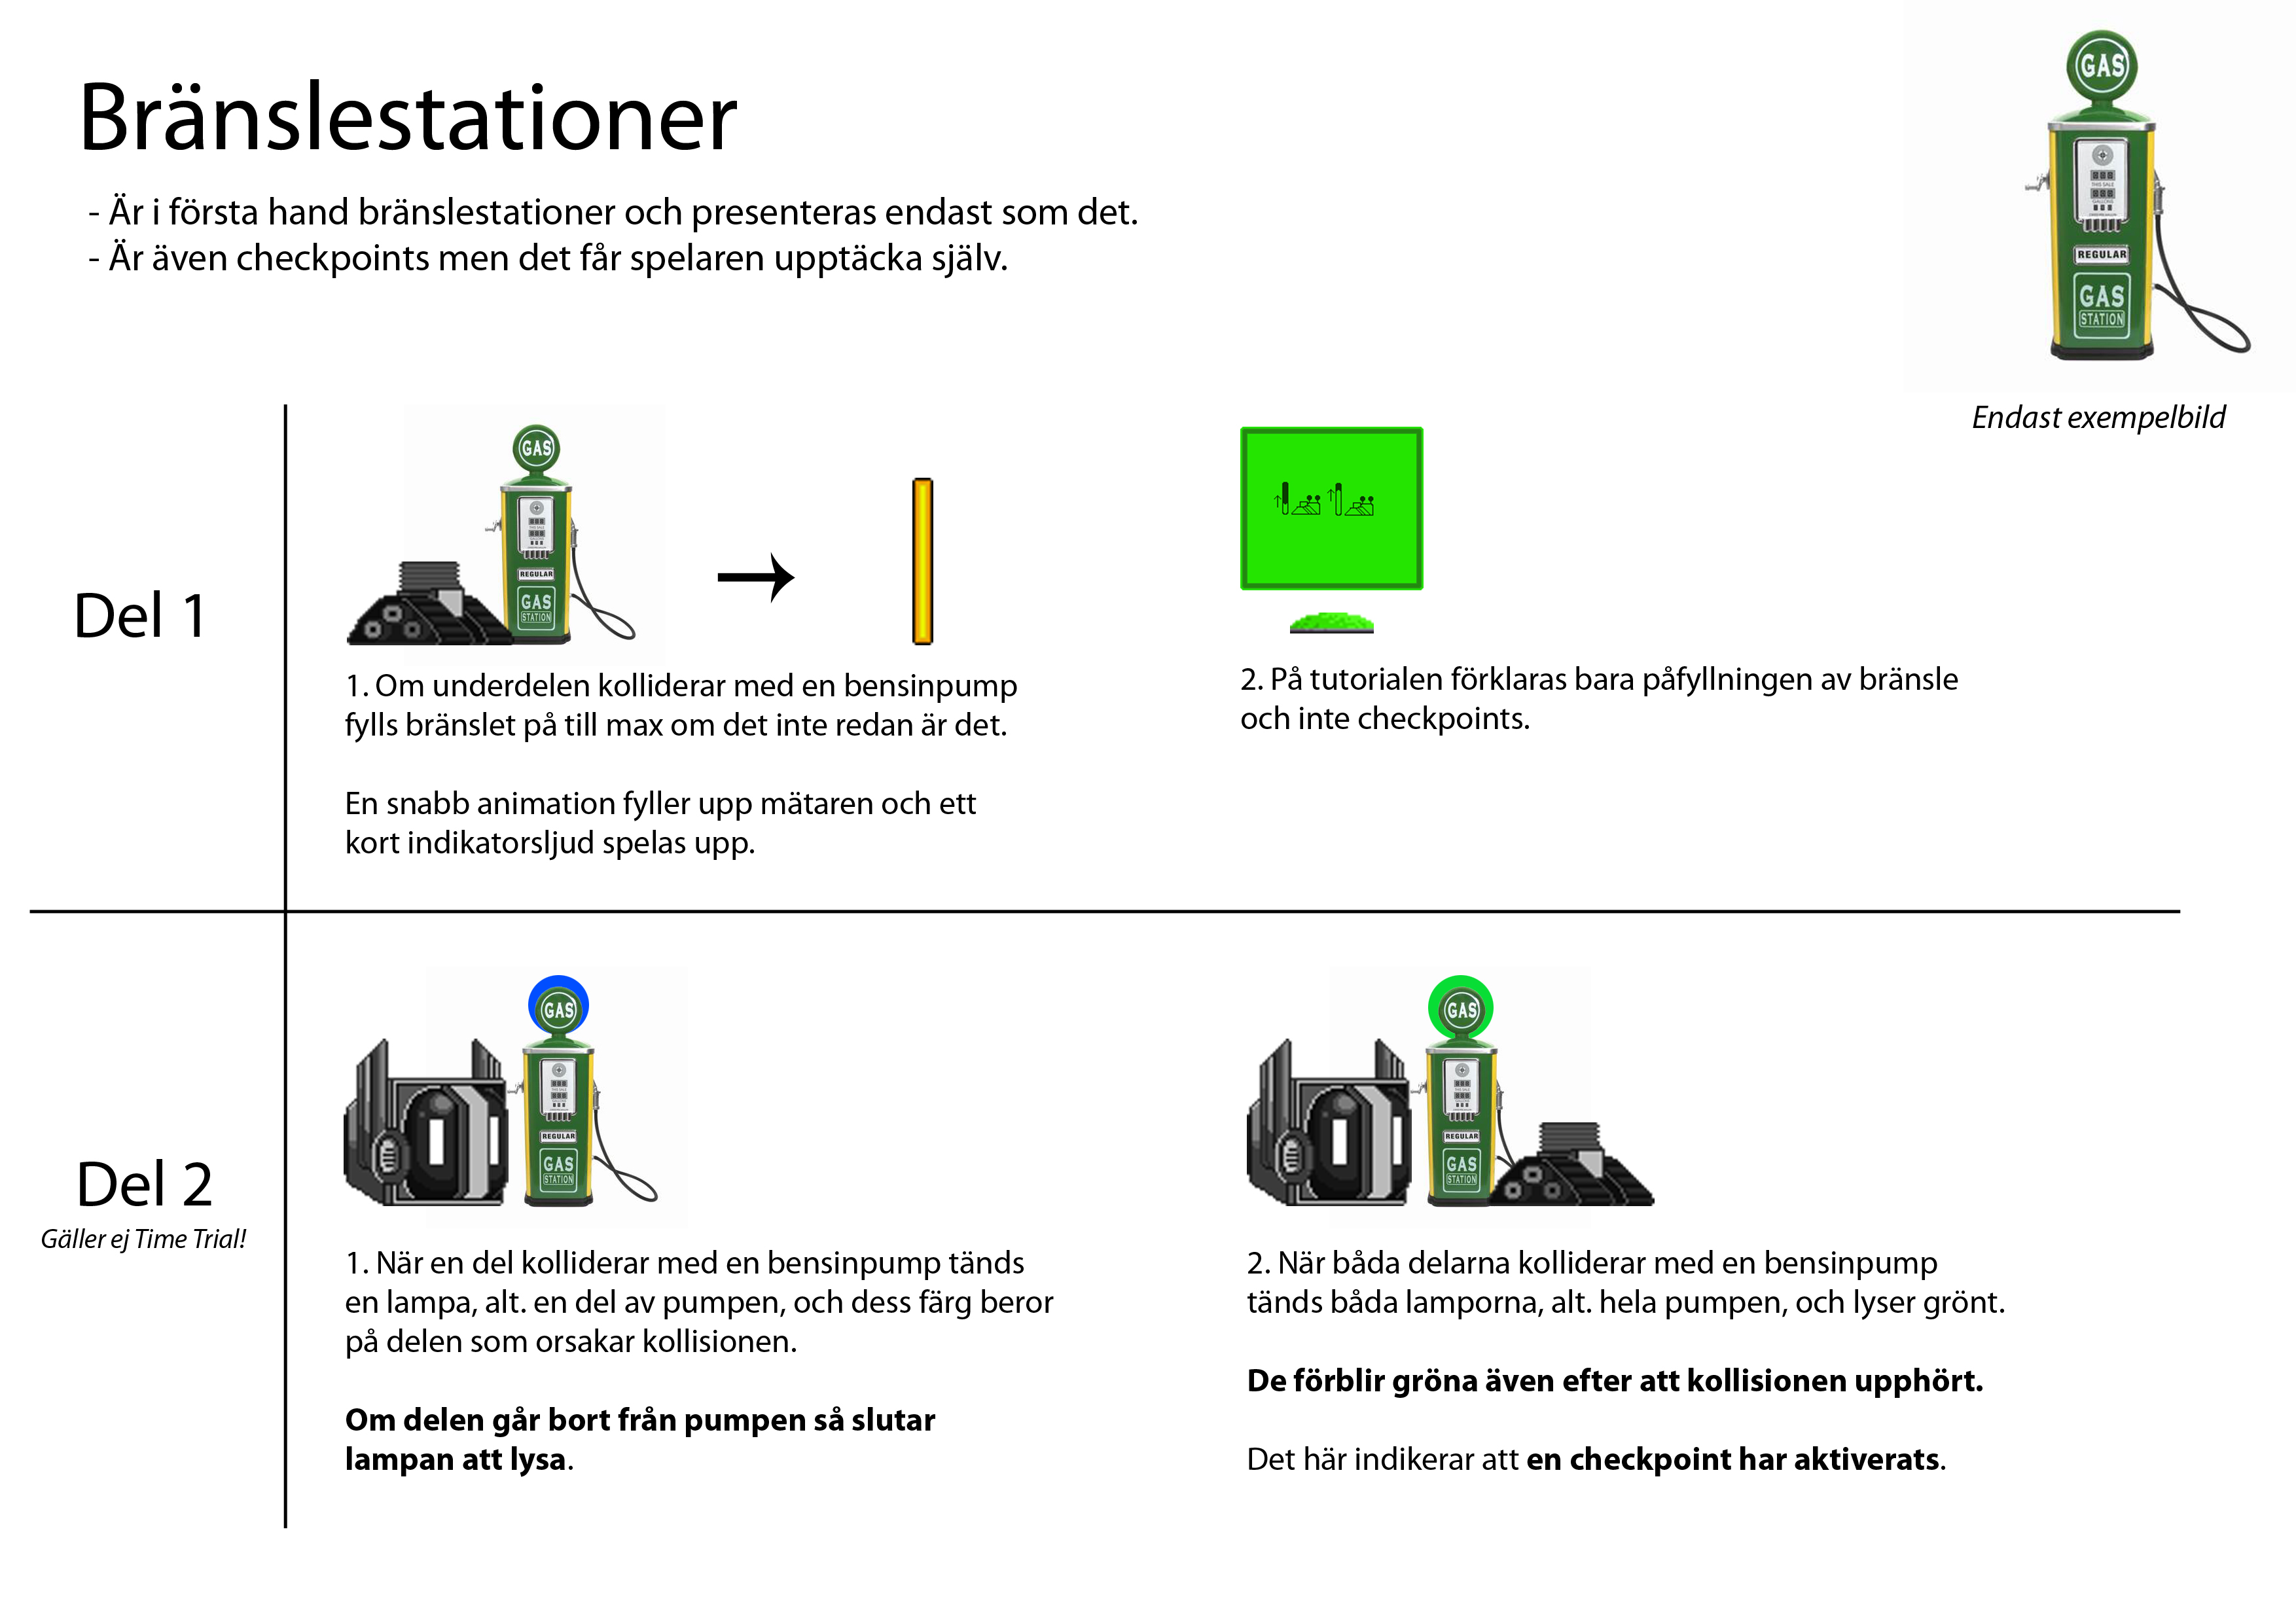 Bränslestationer
- Är i första hand bränslestationer och presenteras endast som det.
- Är även checkpoints men det får spelaren upptäcka själv.
GAS
THIS SALE
GALLONS
REGULAR
GAS
STATION
Endast exempelbild
Del 1
GAS
REGULAR
GAS
STATION
1. Om underdelen kolliderar med en bensinpump
fylls bränslet på till max om det inte redan är det.
En snabb animation fyller upp mätaren och ett
kort indikatorsljud spelas upp.
2. På tutorialen förklaras bara påfyllningen av bränsle
och inte checkpoints.
Del 2
Gäller ej Time Trial!
GAS
REGULAR
GAS
STATION
1. När en del kolliderar med en bensinpump tänds
en lampa, alt. en del av pumpen, och dess färg beror
på delen som orsakar kollisionen.
Om delen går bort från pumpen så slutar
lampan att lysa.
GAS
REGULAR
GAS
STATION
2. När båda delarna kolliderar med en bensinpump
tänds båda lamporna, alt. hela pumpen, och lyser grönt.
De förblir gröna även efter att kollisionen upphört.
Det här indikerar att en checkpoint har aktiverats.